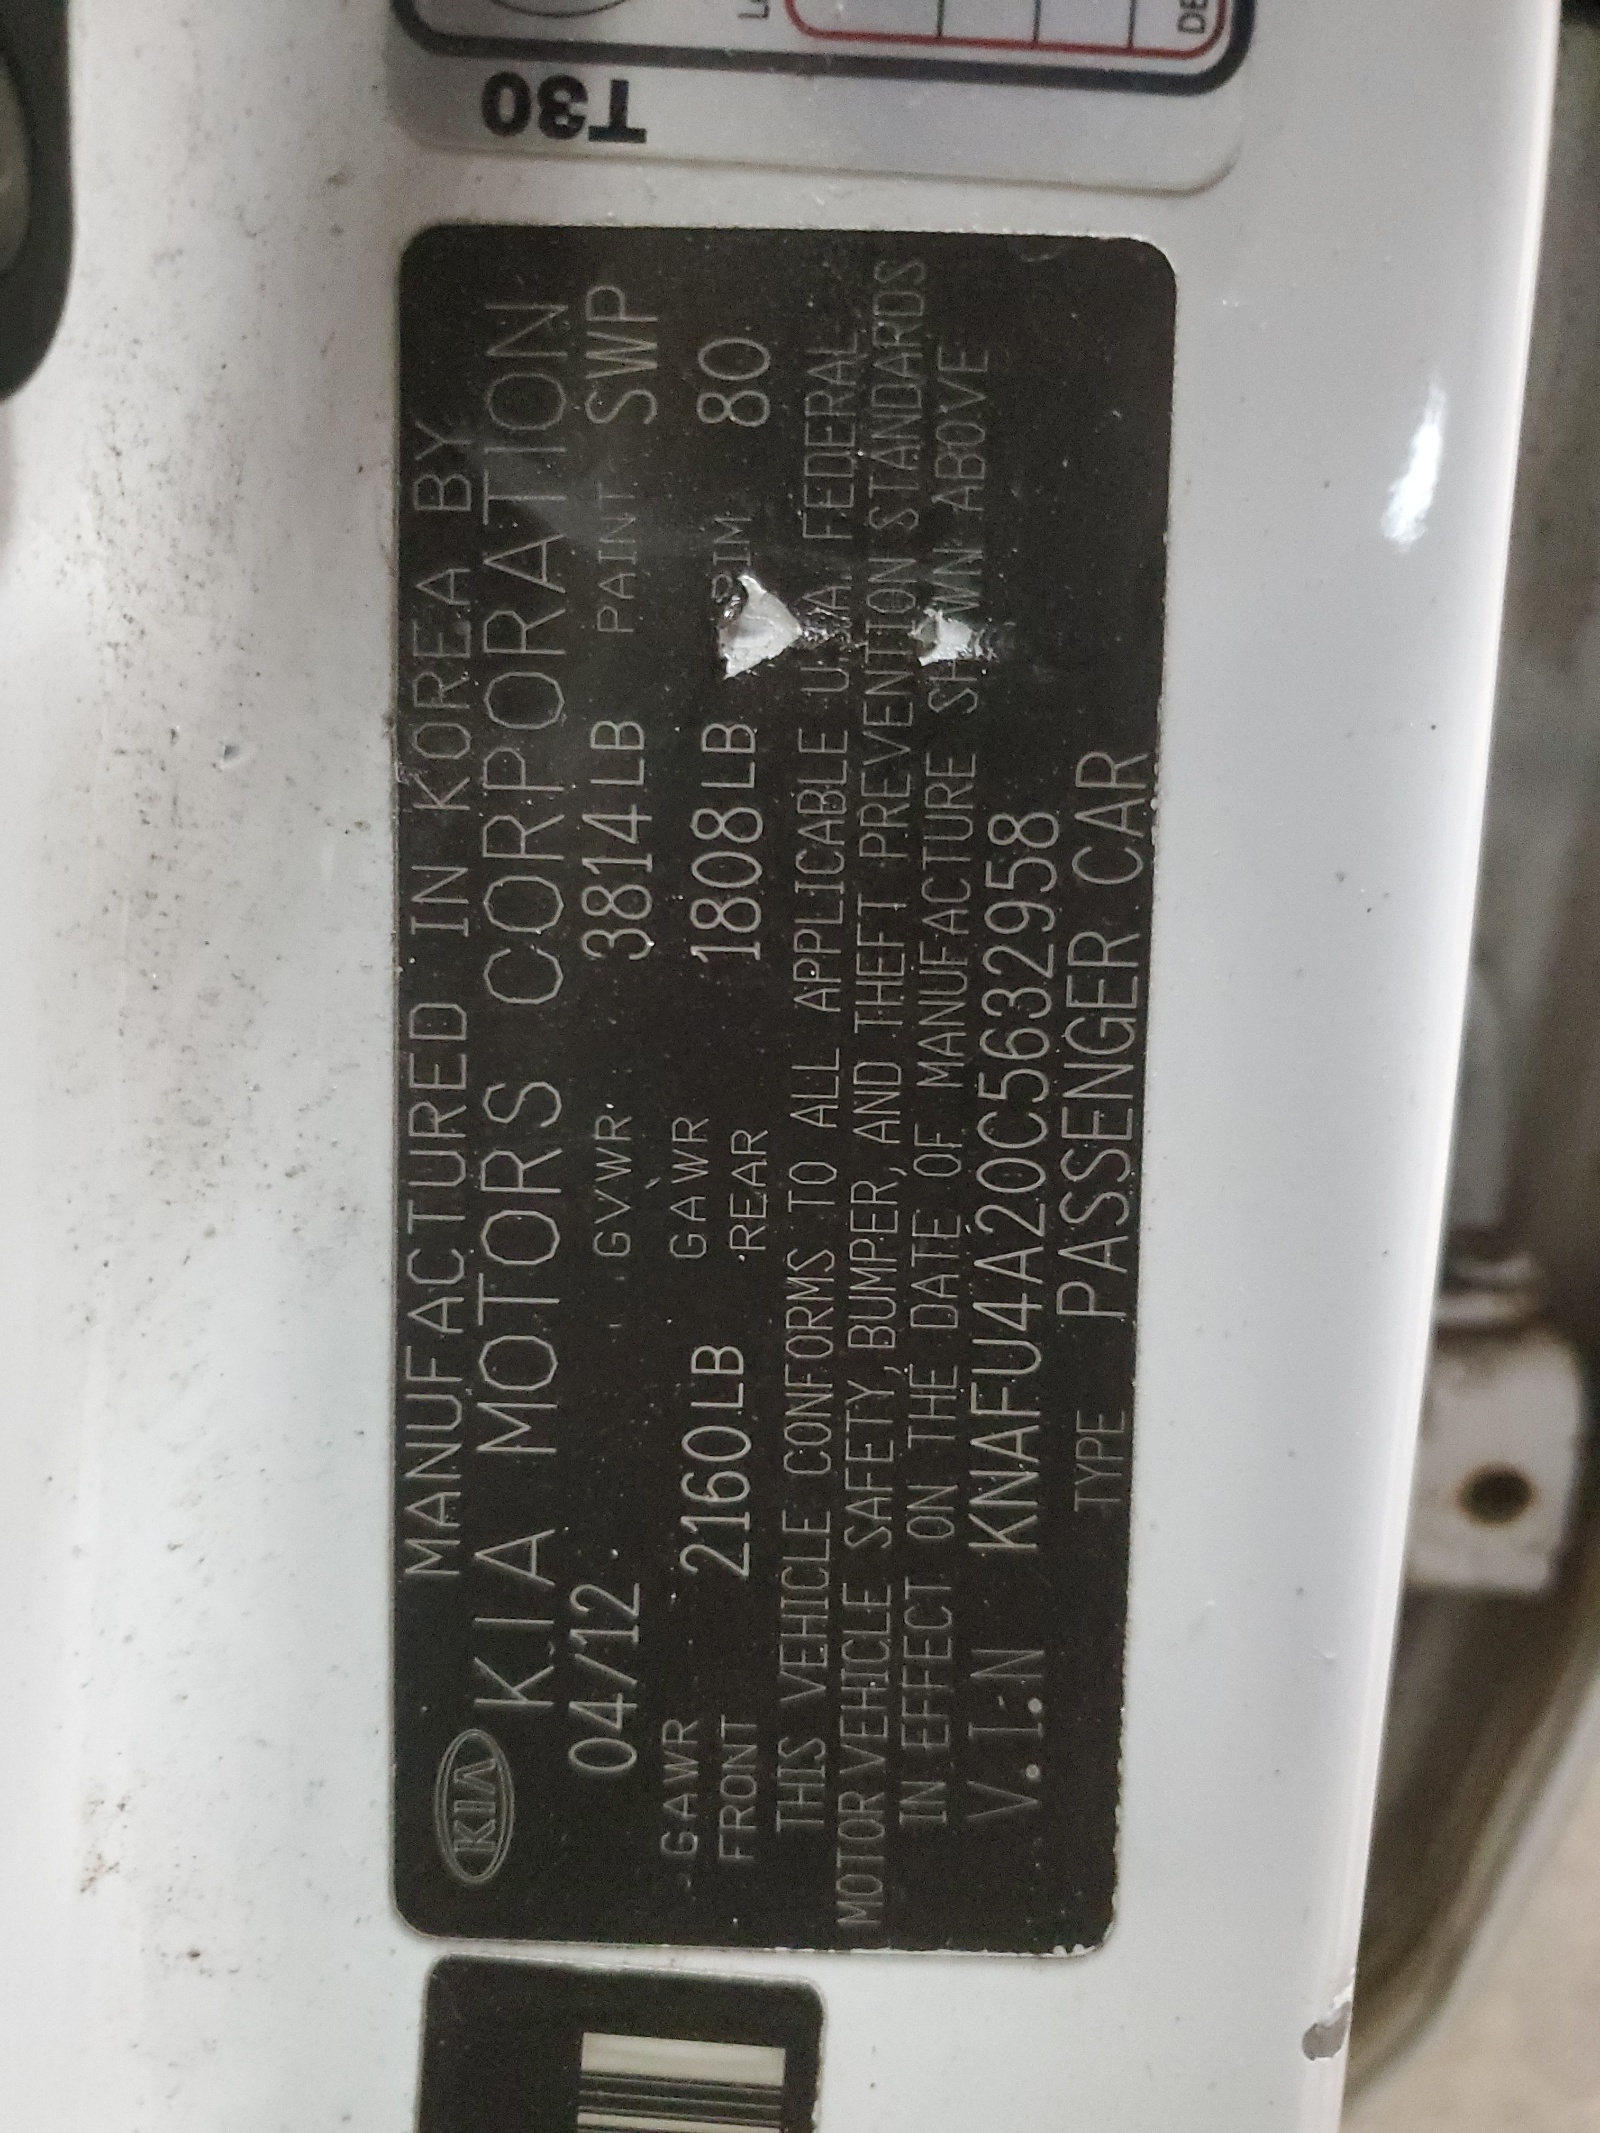 T30
KIA MANUFACTURED IN KOREA BY
KIA MOTORS CORPORATION
04/12 GVWR 3814LB PAINT SWP
GAWR FRONT 2160LB GAWR REAR 1808LB 80
THIS VEHICLE CONFORMS TO ALL APPLICABLE U.S.A. FEDERAL
MOTOR VEHICLE SAFETY, BUMPER, AND THEFT PREVENTION STANDARDS
IN EFFECT ON THE DATE OF MANUFACTURE ABOVE
V.I.N KNAFU4A20C5632958
TYPE PASSENGER CAR